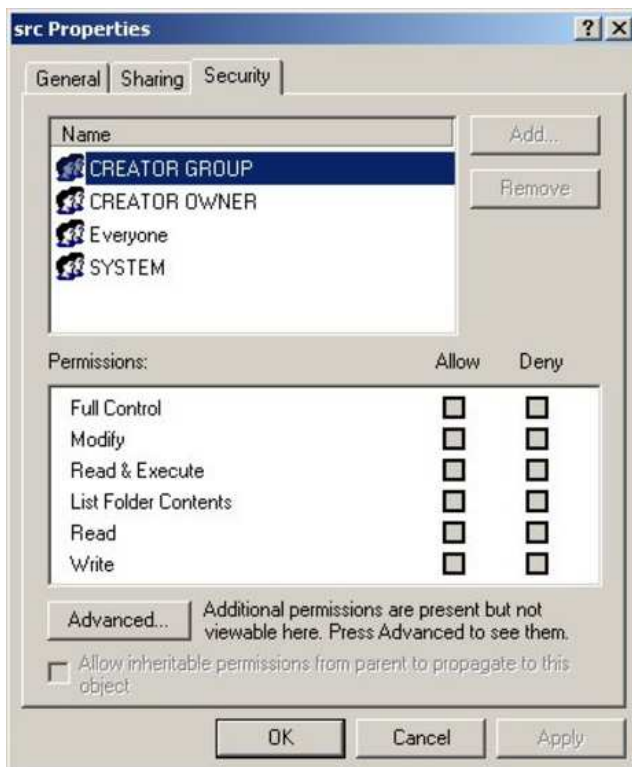 src Properties
General Sharing Security
Name
Add...
CREATOR GROUP
Remove
CREATOR OWNER
Everyone
SYSTEM
Permissions: Allow Deny
Full Control
Modify
Read & Execute
List Folder Contents
Read
Write
Advanced...
Additional permissions are present but not
viewable here. Press Advanced to see them.
Allow inheritable permissions from parent to propagate to this
object
OK Cancel Apply